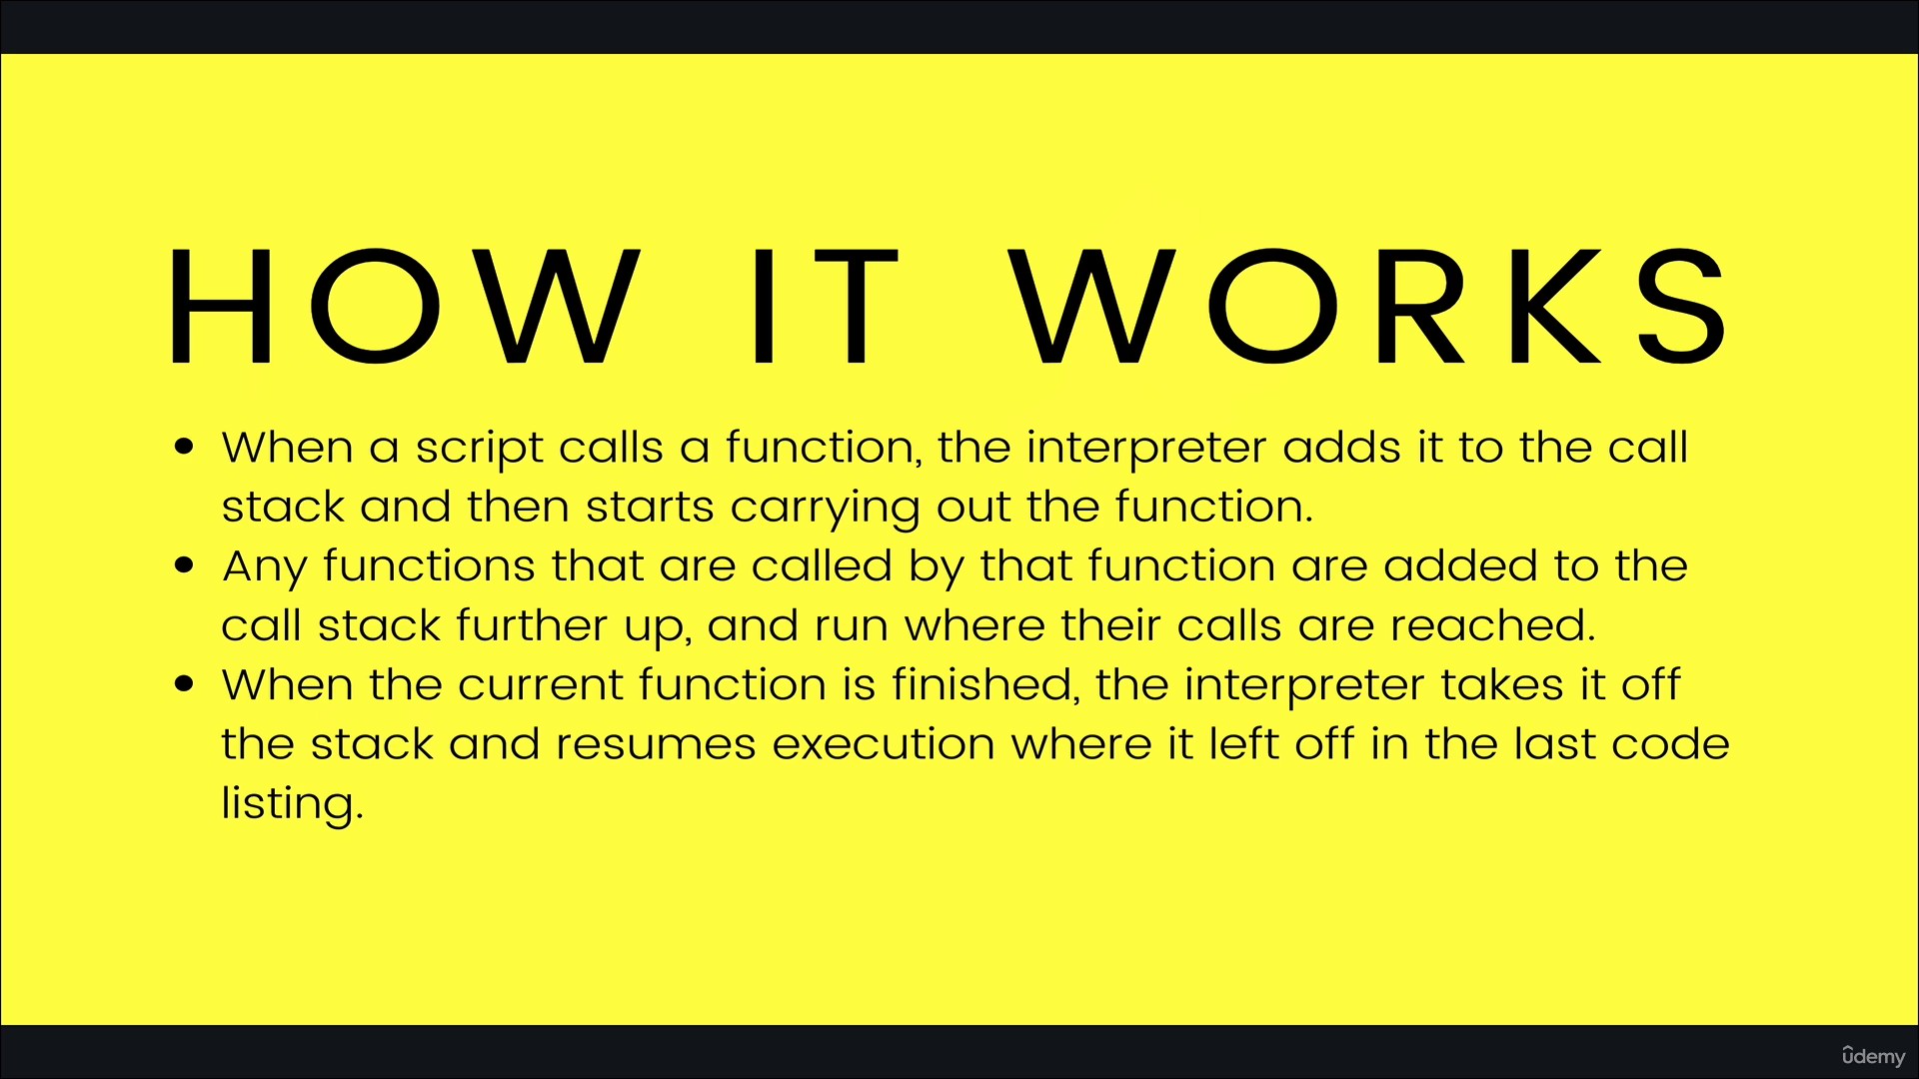 HOW IT WORKS
• When a script calls a function, the interpreter adds it to the call
stack and then starts carrying out the function.
• Any functions that are called by that function are added to the
call stack further up, and run where their calls are reached.
• When the current function is finished, the interpreter takes it off
the stack and resumes execution where it left off in the last code
listing.
udemy